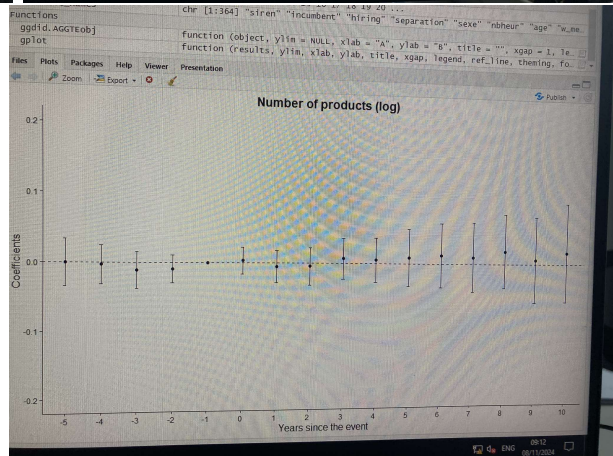 chr [1:364] "siren" "incumbent" "hiring" "separation" "sexe" "nbheur" "age" "w_me…
Functions
ggdid.AGGTEobj function (object, ylim = NULL, xlab = "A", ylab = "B", title = "", xgap = 1, le…
gplot function (results, ylim, xlab, ylab, title, xgap, legend, ref_line, theming, fo…
Files Plots Packages Help Viewer Presentation
Zoom Export Publish
Number of products (log)
0.2
0.1
0.0
-0.1
-0.2
Coefficients
-5 -4 -3 -2 -1 0 1 2 3 4 5 6 7 8 9 10
Years since the event
ENG
09:12
08/11/2024